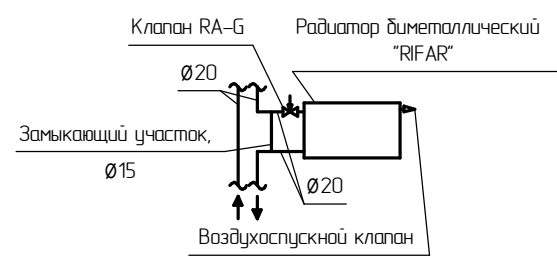 Клапан RA-G
Радиатор биметаллический
"RIFAR"
Ø20
Замыкающий участок,
Ø15
Ø20
Воздухоспускной клапан